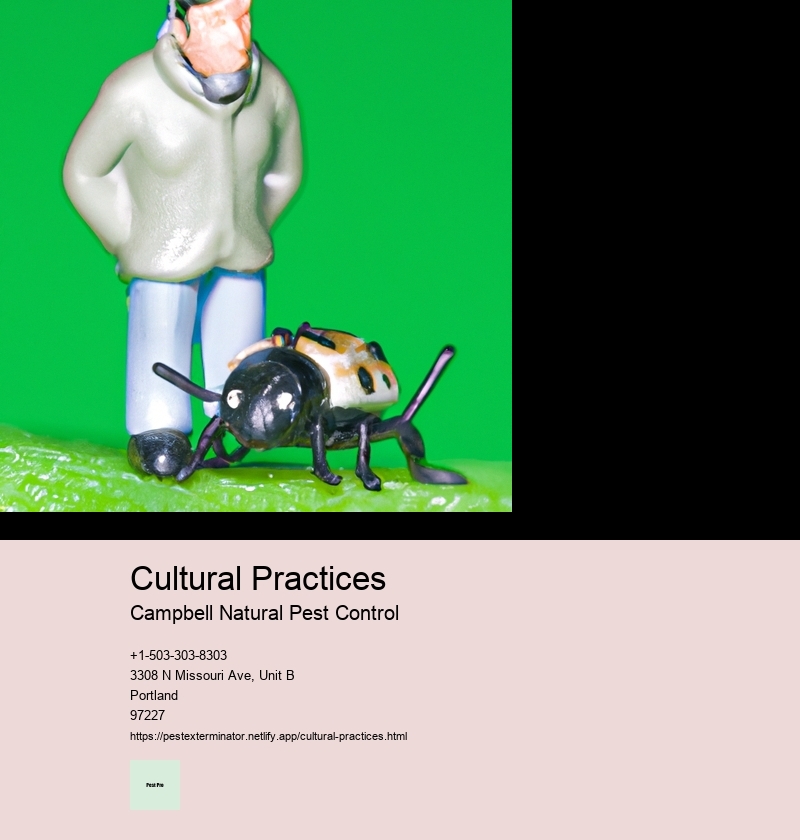 Cultural Practices
Campbell Natural Pest Control
+1-503-303-8303
3308 N Missouri Ave, Unit B
Portland
97227
https://pestexterminator.netlify.app/cultural-practices.html
Pest Pro